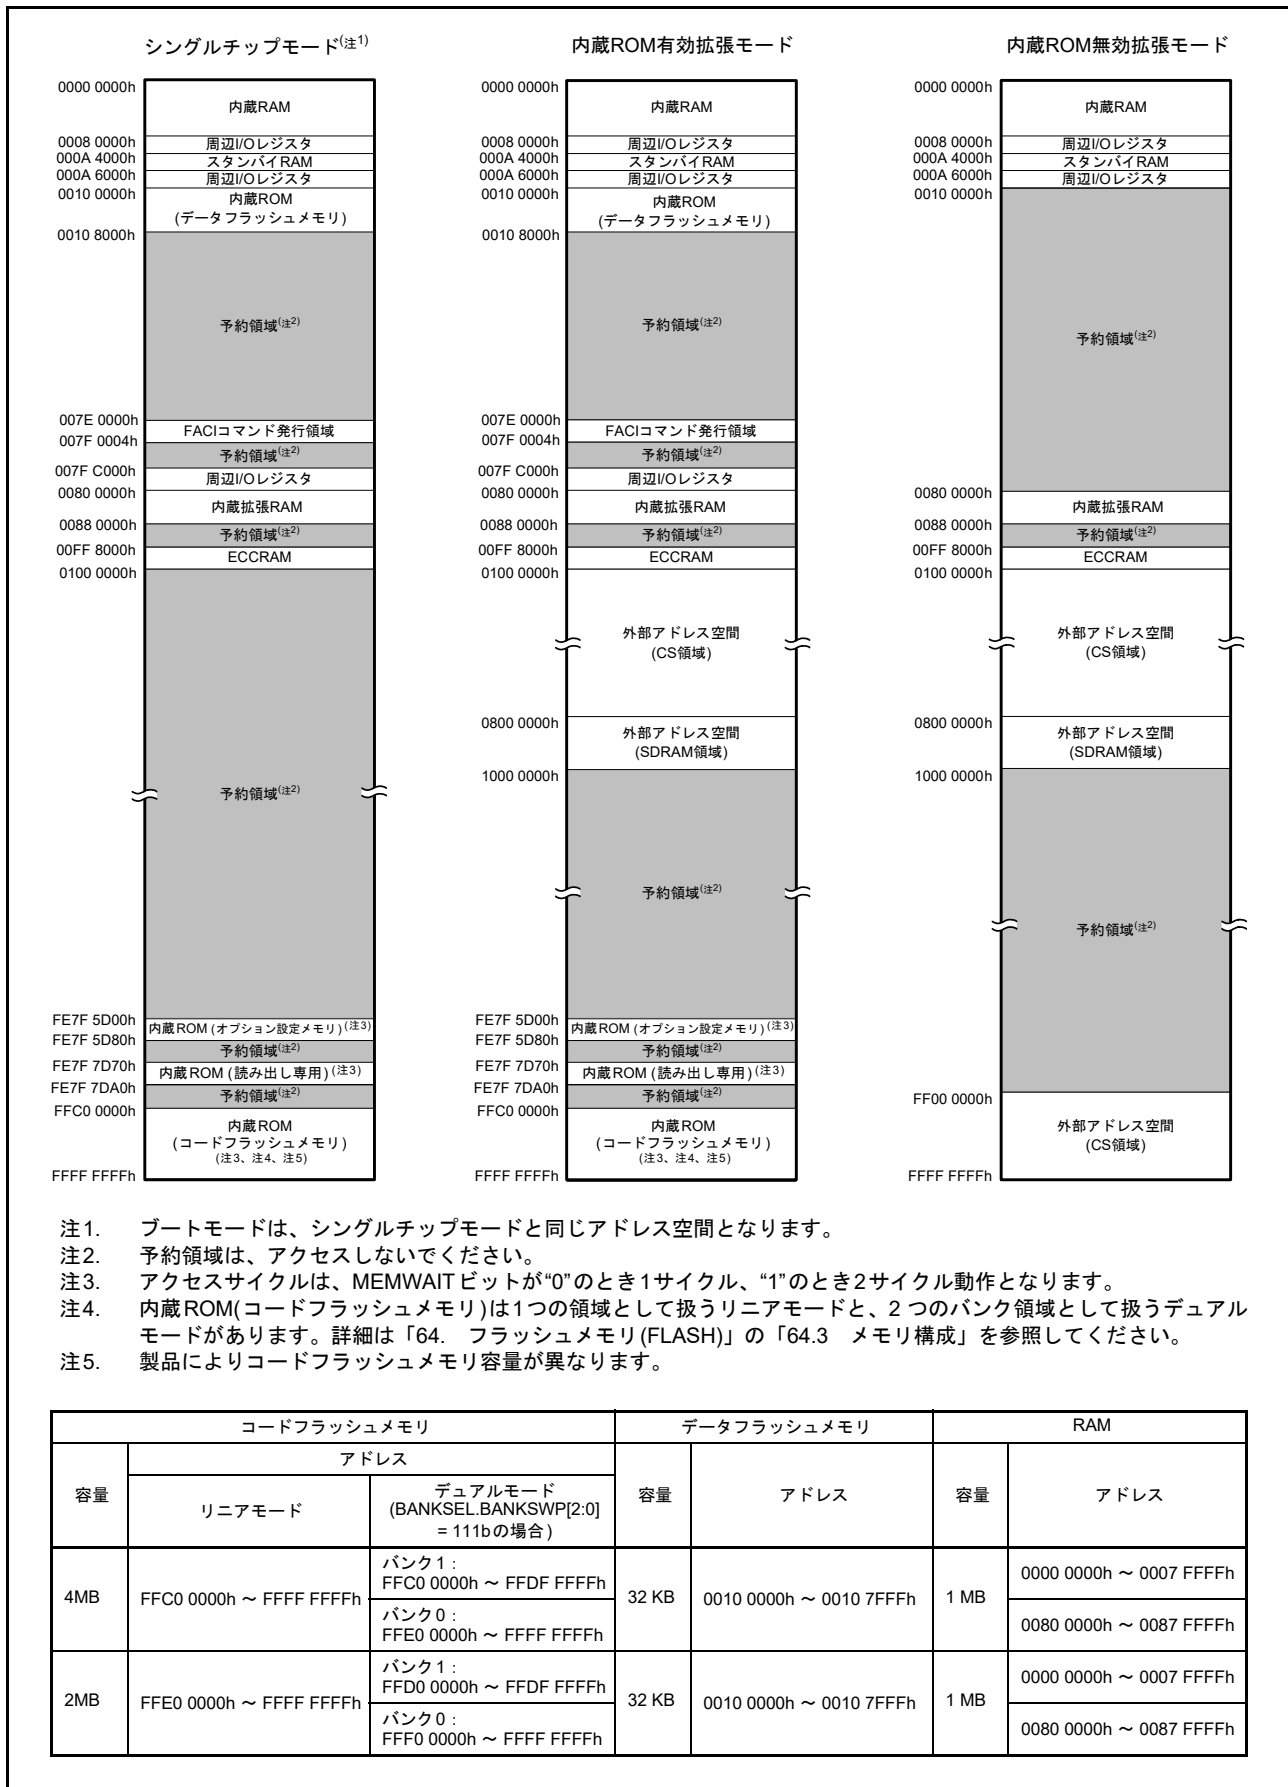 シングルチップモード(注1)
0000 0000h
内蔵RAM
0008 0000h
周辺I/Oレジスタ
000A 4000h
スタンバイRAM
000A 6000h
周辺I/Oレジスタ
0010 0000h
内蔵ROM
(データフラッシュメモリ)
0010 8000h
予約領域(注2)
007E 0000h
FACIコマンド発行領域
007F 0004h
予約領域(注2)
007F C000h
周辺I/Oレジスタ
0080 0000h
内蔵拡張RAM
0088 0000h
予約領域(注2)
00FF 8000h
ECCRAM
0100 0000h
予約領域(注2)
FE7F 5D00h
内蔵ROM (オプション設定メモリ)(注3)
FE7F 5D80h
予約領域(注2)
FE7F 7D70h
内蔵ROM (読み出し専用)(注3)
FE7F 7DA0h
予約領域(注2)
FFC0 0000h
内蔵ROM
(コードフラッシュメモリ)
(注3、注4、注5)
FFFF FFFFh
内蔵ROM有効拡張モード
0000 0000h
内蔵RAM
0008 0000h
周辺I/Oレジスタ
000A 4000h
スタンバイRAM
000A 6000h
周辺I/Oレジスタ
0010 0000h
内蔵ROM
(データフラッシュメモリ)
0010 8000h
予約領域(注2)
007E 0000h
FACIコマンド発行領域
007F 0004h
予約領域(注2)
007F C000h
周辺I/Oレジスタ
0080 0000h
内蔵拡張RAM
0088 0000h
予約領域(注2)
00FF 8000h
ECCRAM
0100 0000h
外部アドレス空間
(CS領域)
0800 0000h
外部アドレス空間
(SDRAM領域)
1000 0000h
予約領域(注2)
FE7F 5D00h
内蔵ROM (オプション設定メモリ)(注3)
FE7F 5D80h
予約領域(注2)
FE7F 7D70h
内蔵ROM (読み出し専用)(注3)
FE7F 7DA0h
予約領域(注2)
FFC0 0000h
内蔵ROM
(コードフラッシュメモリ)
(注3、注4、注5)
FFFF FFFFh
内蔵ROM無効拡張モード
0000 0000h
内蔵RAM
0008 0000h
周辺I/Oレジスタ
000A 4000h
スタンバイRAM
000A 6000h
周辺I/Oレジスタ
0010 0000h
予約領域(注2)
0080 0000h
内蔵拡張RAM
0088 0000h
予約領域(注2)
00FF 8000h
ECCRAM
0100 0000h
外部アドレス空間
(CS領域)
0800 0000h
外部アドレス空間
(SDRAM領域)
1000 0000h
予約領域(注2)
FF00 0000h
外部アドレス空間
(CS領域)
FFFF FFFFh
注1. ブートモードは、シングルチップモードと同じアドレス空間となります。
注2. 予約領域は、アクセスしないでください。
注3. アクセスサイクルは、MEMWAITビットが“0”のとき1サイクル、“1”のとき2サイクル動作となります。
注4. 内蔵ROM(コードフラッシュメモリ)は1つの領域として扱うリニアモードと、2つのバンク領域として扱うデュアル
モードがあります。詳細は「64. フラッシュメモリ(FLASH)」の「64.3 メモリ構成」を参照してください。
注5. 製品によりコードフラッシュメモリ容量が異なります。
コードフラッシュメモリ データフラッシュメモリ RAM
容量 アドレス 容量 アドレス 容量 アドレス
リニアモード
デュアルモード
(BANKSEL.BANKSWP[2:0]
= 111bの場合)
4MB
FFC0 0000h ～ FFFF FFFFh
バンク1 :
FFC0 0000h ～ FFDF FFFFh
バンク0 :
FFE0 0000h ～ FFFF FFFFh
32 KB
0010 0000h ～ 0010 7FFFh
1 MB
0000 0000h ～ 0007 FFFFh
0080 0000h ～ 0087 FFFFh
2MB
FFE0 0000h ～ FFFF FFFFh
バンク1 :
FFD0 0000h ～ FFDF FFFFh
バンク0 :
FFF0 0000h ～ FFFF FFFFh
32 KB
0010 0000h ～ 0010 7FFFh
1 MB
0000 0000h ～ 0007 FFFFh
0080 0000h ～ 0087 FFFFh